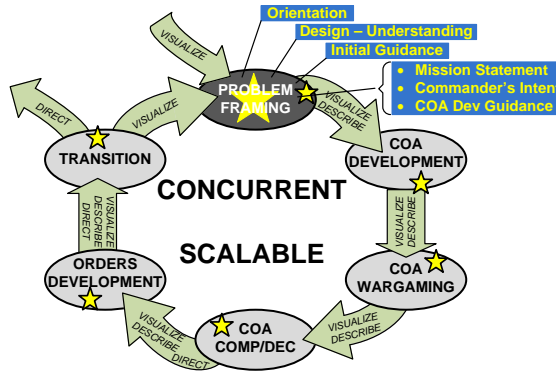 Orientation
Design – Understanding
Initial Guidance
VISUALIZE
PROBLEM
FRAMING
• Mission Statement
• Commander's Intent
• COA Dev Guidance
VISUALIZE
DESCRIBE
DIRECT
VISUALIZE
TRANSITION
COA
DEVELOPMENT
CONCURRENT
VISUALIZE
DESCRIBE
DIRECT
VISUALIZE
DESCRIBE
SCALABLE
ORDERS
DEVELOPMENT
COA
WARGAMING
VISUALIZE
DESCRIBE
DIRECT
COA
COMP/DEC
VISUALIZE
DESCRIBE